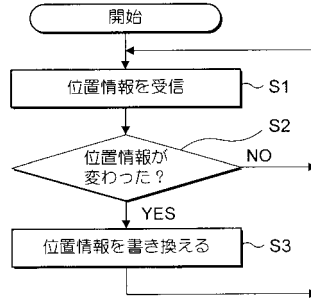 開始
位置情報を受信
S1
S2
位置情報が
変わった？
NO
YES
位置情報を書き換える
S3